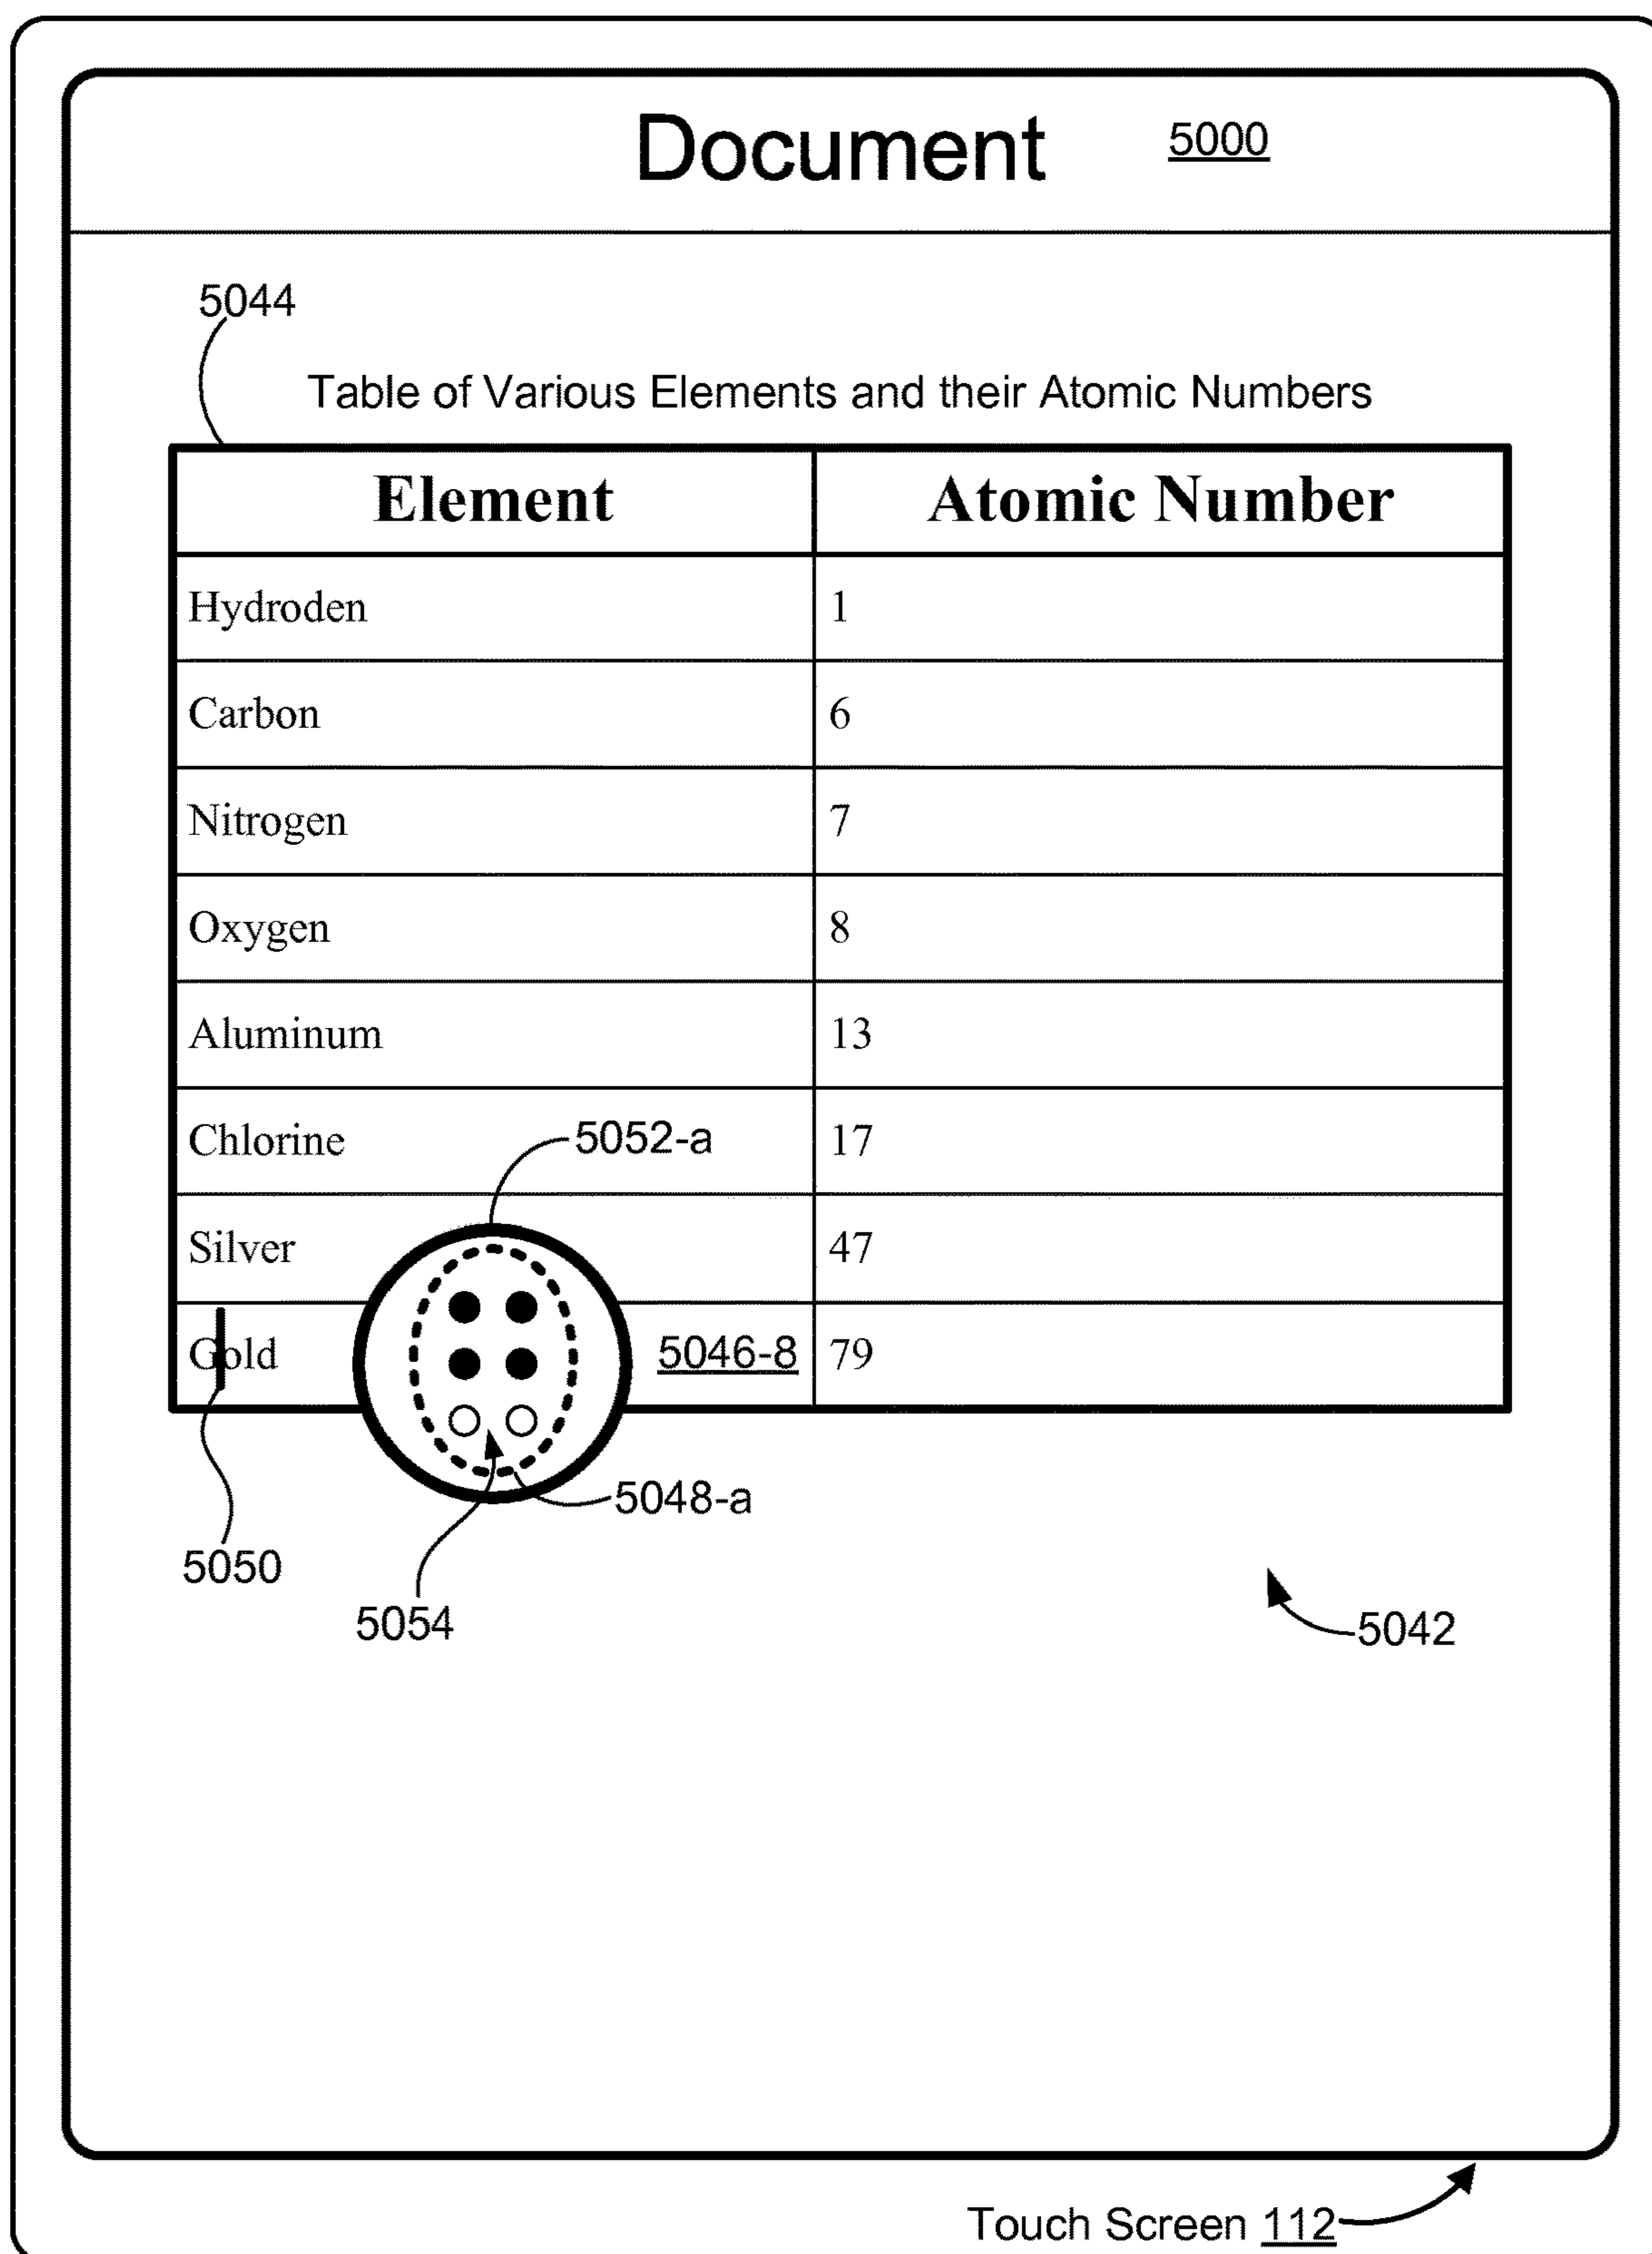 Document 5000
5044
Table of Various Elements and their Atomic Numbers
Element Atomic Number
Hydroden 1
Carbon 6
Nitrogen 7
Oxygen 8
Aluminum 13
Chlorine 5052-a 17
Silver 47
Gold 5046-8 79
5048-a
5050
5054
5042
Touch Screen 112